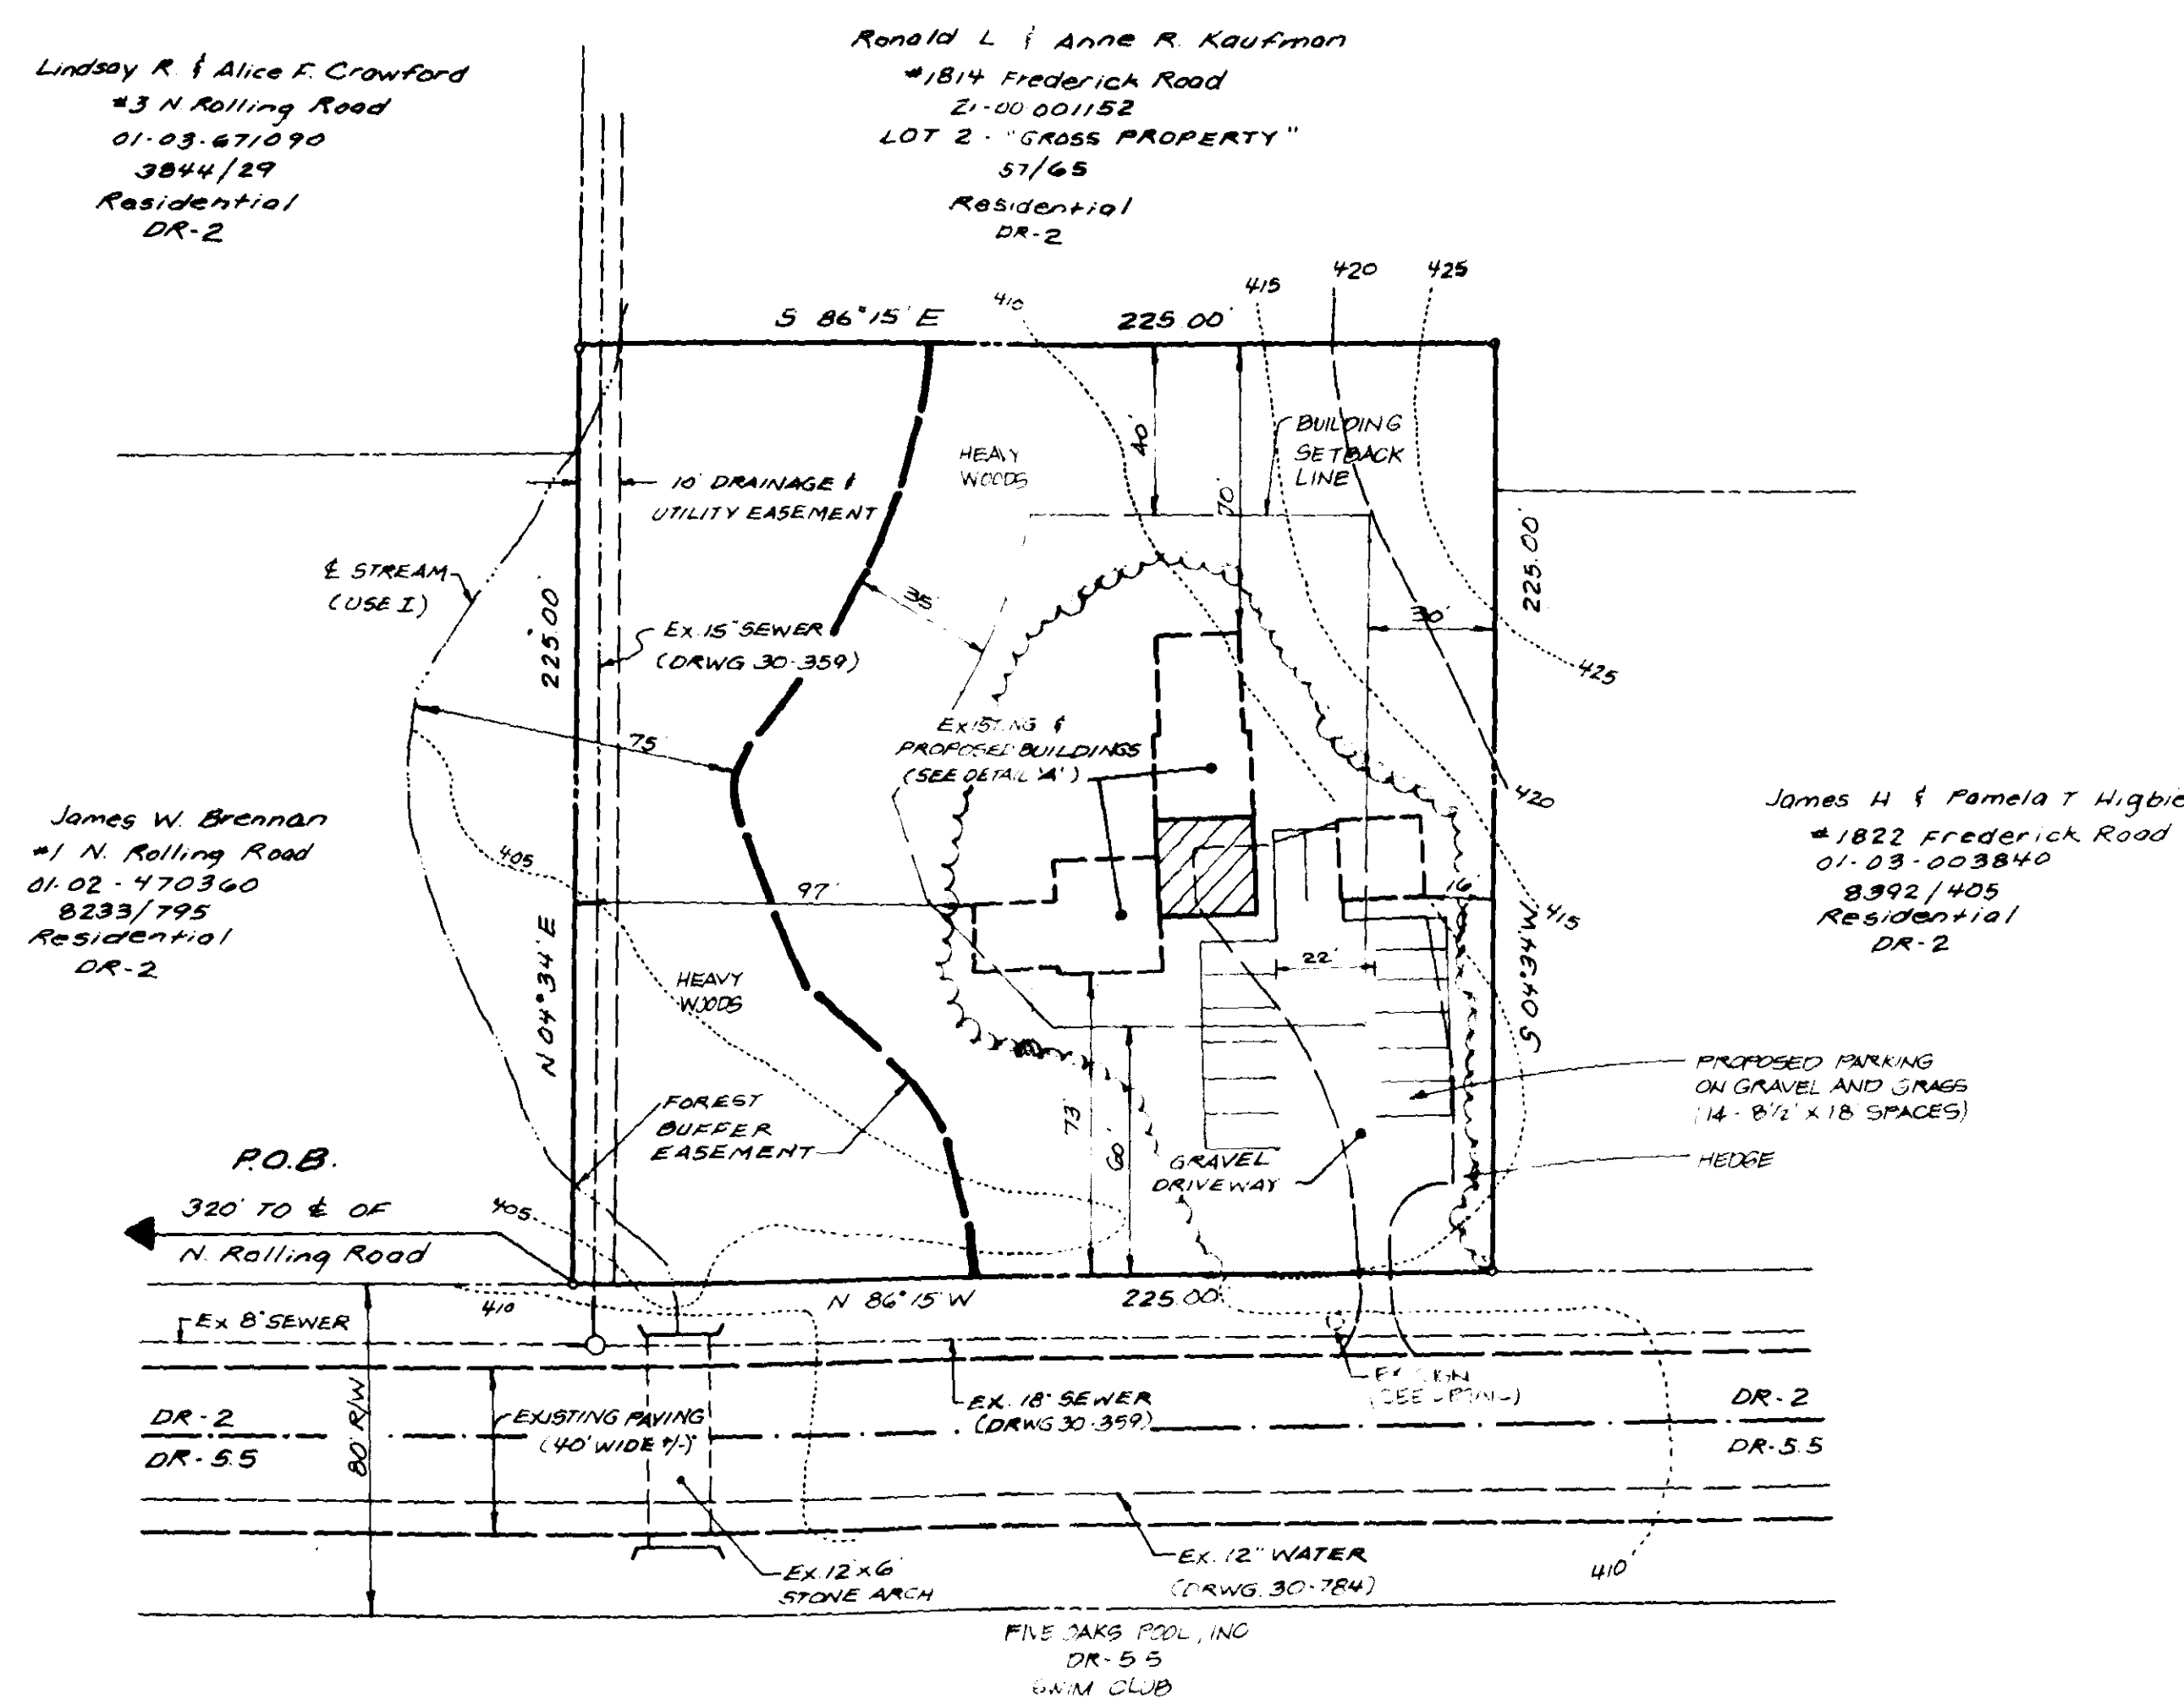 Lindsay R. & Alice F. Crawford
#3 N Rolling Road
01-03-671090
3844/29
Residential
DR-2
Ronald L & Anne R. Kaufman
#1814 Frederick Road
21-00 001152
LOT 2 - "GROSS PROPERTY"
57/65
Residential
DR-2
410
415
420
425
S 86°15' E
225.00'
HEAVY
WOODS
40'
70'
BUILDING
SETBACK
LINE
10' DRAINAGE &
UTILITY EASEMENT
℄ STREAM
(USE I)
225.00'
N 04°34' E
35'
30'
225.00'
S 04°34' W
Ex. 15" SEWER
(DRWG 30-359)
425
75'
EXISTING &
PROPOSED BUILDINGS
(SEE DETAIL 'A')
420
James W. Brennan
#1 N. Rolling Road
01-02-470360
8233/795
Residential
DR-2
James H & Pamela T Higbie
#1822 Frederick Road
01-03-003840
8392/405
Residential
DR-2
405
97'
16'
415
22'
HEAVY
WOODS
PROPOSED PARKING
ON GRAVEL AND GRASS
(14 - 8½' X 18' SPACES)
FOREST
BUFFER
EASEMENT
73'
60'
GRAVEL
DRIVEWAY
HEDGE
P.O.B.
320' TO ℄ OF
N. Rolling Road
405
410
N 86°15' W
225.00'
Ex 8" SEWER
80' R/W
EX. 18" SEWER
(DRWG 30-359)
EX. SIGN
DR-2
DR-5.5
EXISTING PAVING
(40' WIDE +/-)
DR-2
DR-5.5
Ex. 12'x6'
STONE ARCH
Ex. 12" WATER
(DRWG. 30-784)
410
FIVE OAKS POOL, INC
DR-5.5
SWIM CLUB